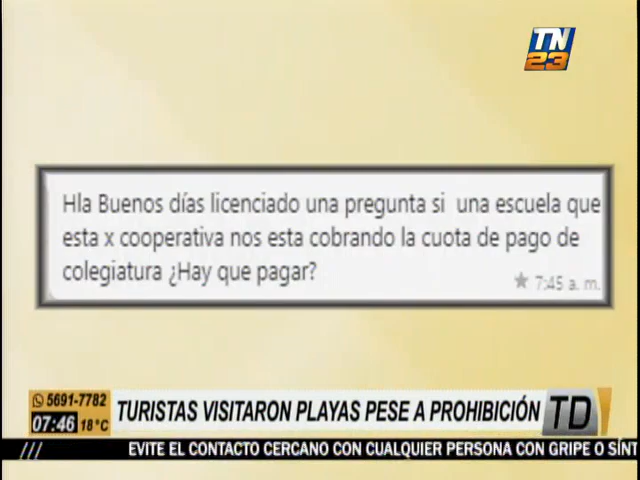 TN
23
Hla Buenos días licenciado una pregunta si una escuela que
esta x cooperativa nos esta cobrando la cuota de pago de
colegiatura ¿Hay que pagar?
7:45 a. m.
5691-7782
TURISTAS VISITARON PLAYAS PESE A PROHIBICIÓN
TD
07:46 18°C
EVITE EL CONTACTO CERCANO CON CUALQUIER PERSONA CON GRIPE O SÍNT